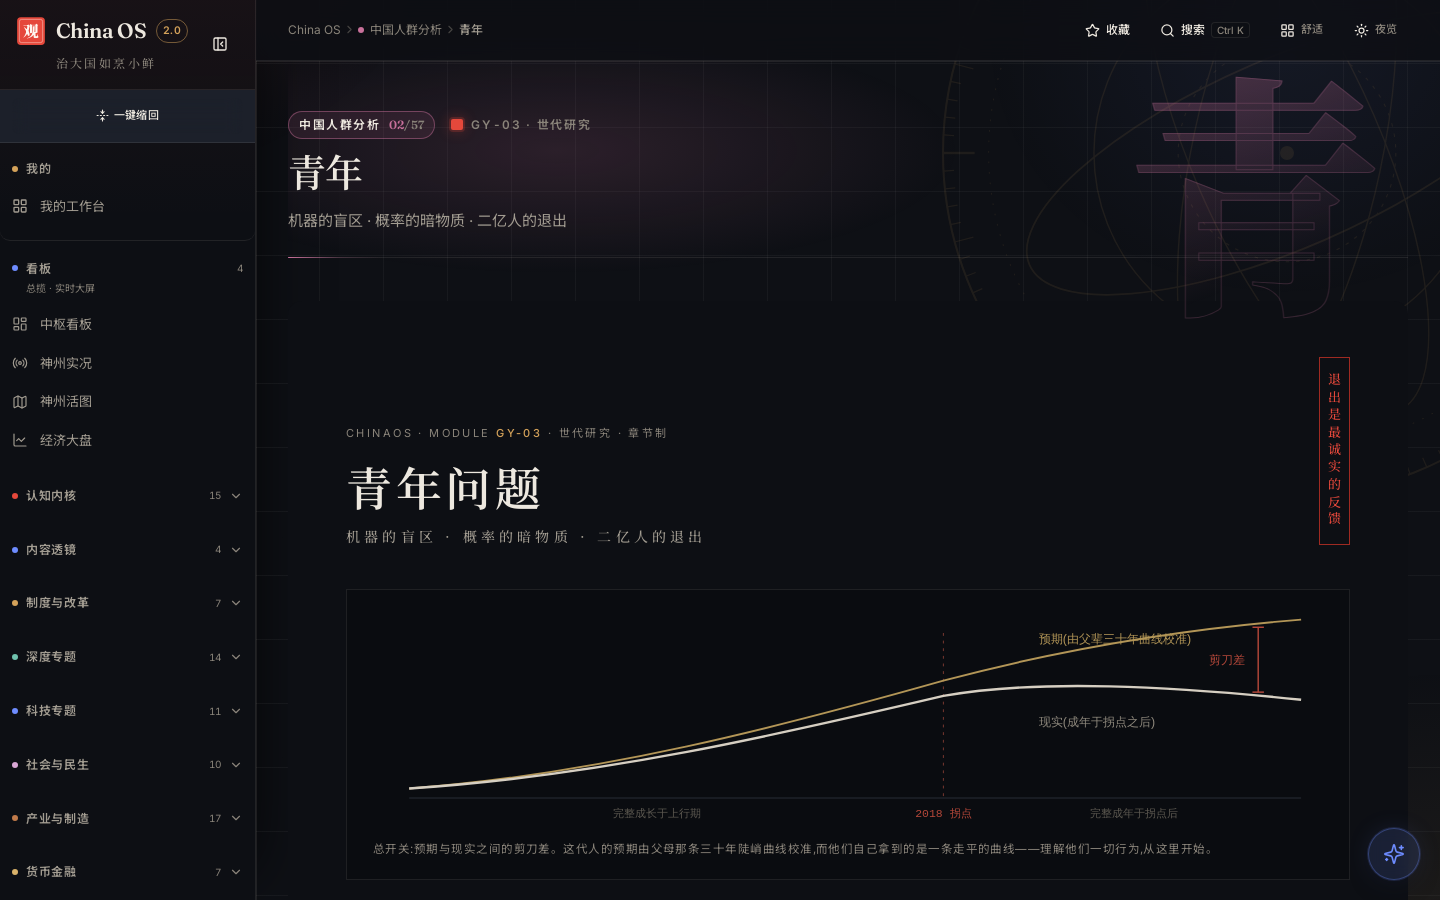 观 China OS 2.0
治大国如烹小鲜
一键缩回
我的
我的工作台
看板 4
总揽 · 实时大屏
中枢看板
神州实况
神州活图
经济大盘
认知内核 15
内容透镜 4
制度与改革 7
深度专题 14
科技专题 11
社会与民生 10
产业与制造 17
货币金融 7
China OS > 中国人群分析 > 青年
收藏
搜索 Ctrl K
舒适
夜览
中国人群分析 02/57 GY-03 · 世代研究
青年
机器的盲区 · 概率的暗物质 · 二亿人的退出
青
CHINAOS · MODULE GY-03 · 世代研究 · 章节制
青年问题
机器的盲区 · 概率的暗物质 · 二亿人的退出
退出是最诚实的反馈
预期(由父辈三十年曲线校准)
剪刀差
现实(成年于拐点之后)
完整成长于上行期
2018 拐点
完整成年于拐点后
总开关:预期与现实之间的剪刀差。这代人的预期由父母那条三十年陡峭曲线校准,而他们自己拿到的是一条走平的曲线——理解他们一切行为,从这里开始。